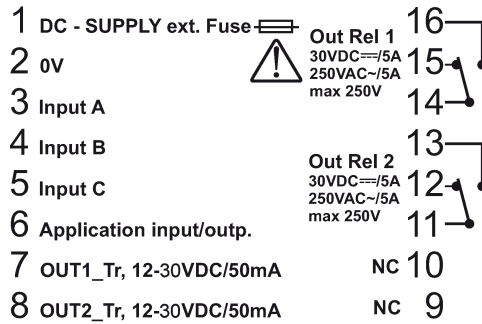 1 DC - SUPPLY ext. Fuse
2 0V
3 Input A
4 Input B
5 Input C
6 Application input/outp.
7 OUT1_Tr, 12-30VDC/50mA
8 OUT2_Tr, 12-30VDC/50mA
Out Rel 1
30VDC⎓/5A
250VAC~/5A
max 250V
16
15
14
Out Rel 2
30VDC⎓/5A
250VAC~/5A
max 250V
13
12
11
NC 10
NC 9